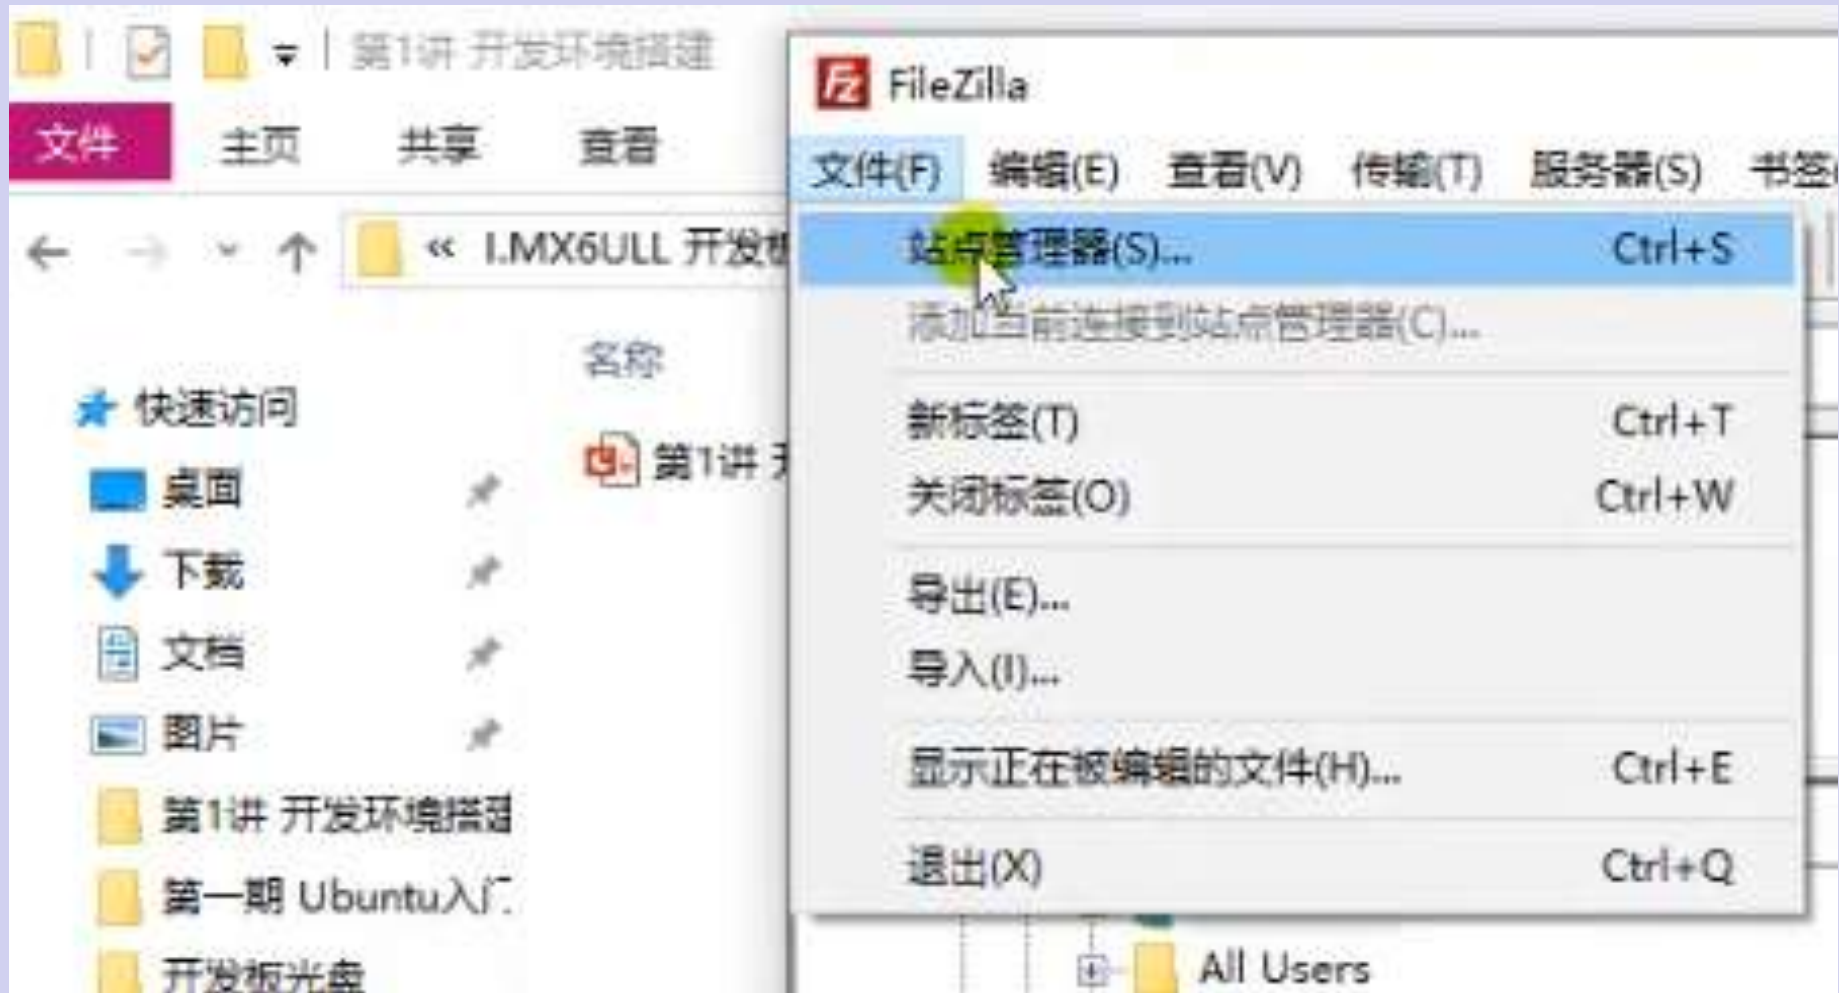 第1讲 开发环境搭建
文件 主页 共享 查看
« I.MX6ULL 开发
名称
快速访问
桌面
下载
文档
图片
第1讲 开发环境搭建
第一期 Ubuntu入门
开发板光盘
第1讲
FileZilla
文件(F) 编辑(E) 查看(V) 传输(T) 服务器(S) 书签(
站点管理器(S)... Ctrl+S
添加当前连接到站点管理器(C)...
新标签(T) Ctrl+T
关闭标签(O) Ctrl+W
导出(E)...
导入(I)...
显示正在被编辑的文件(H)... Ctrl+E
退出(X) Ctrl+Q
All Users